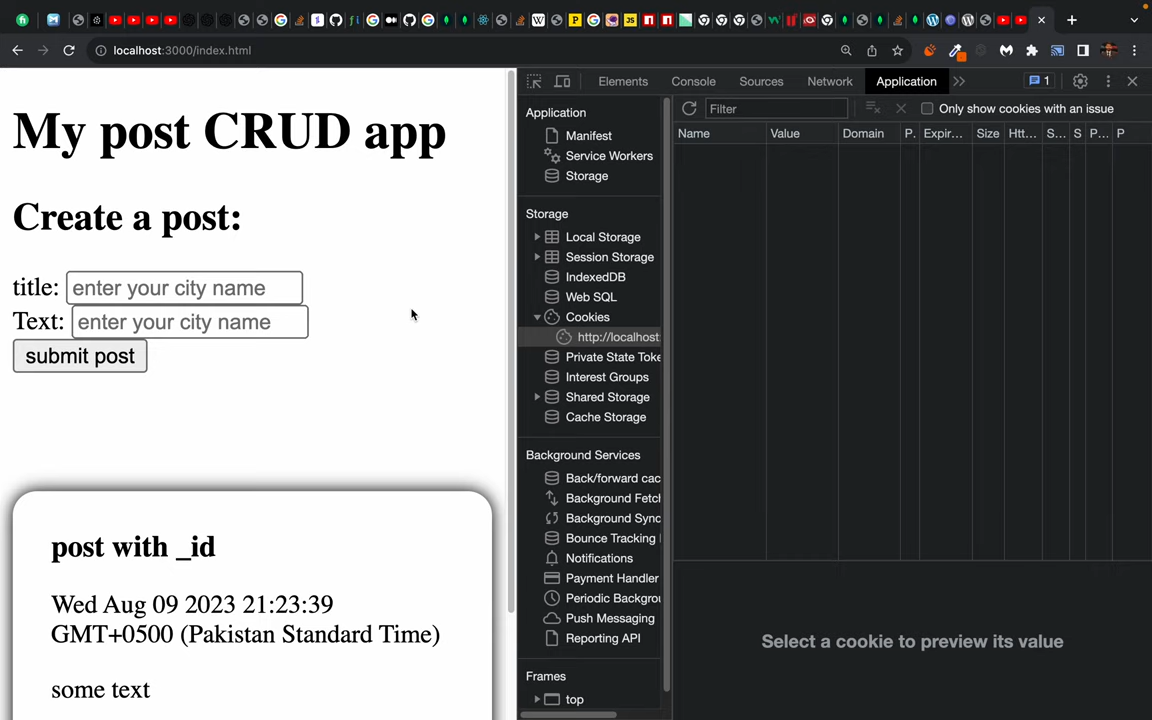 localhost:3000/index.html
My post CRUD app
Create a post:
title: enter your city name
Text: enter your city name
submit post
post with _id
Wed Aug 09 2023 21:23:39
GMT+0500 (Pakistan Standard Time)
some text
Elements Console Sources Network Application 1
Application
Manifest
Service Workers
Storage
Storage
Local Storage
Session Storage
IndexedDB
Web SQL
Cookies
http://localhost:
Private State Toke
Interest Groups
Shared Storage
Cache Storage
Background Services
Back/forward cac
Background Fetcl
Background Sync
Bounce Tracking
Notifications
Payment Handler
Periodic Backgrou
Push Messaging
Reporting API
Frames
top
Filter
Only show cookies with an issue
Name Value Domain P. Expir... Size Htt... S... S P... P
Select a cookie to preview its value